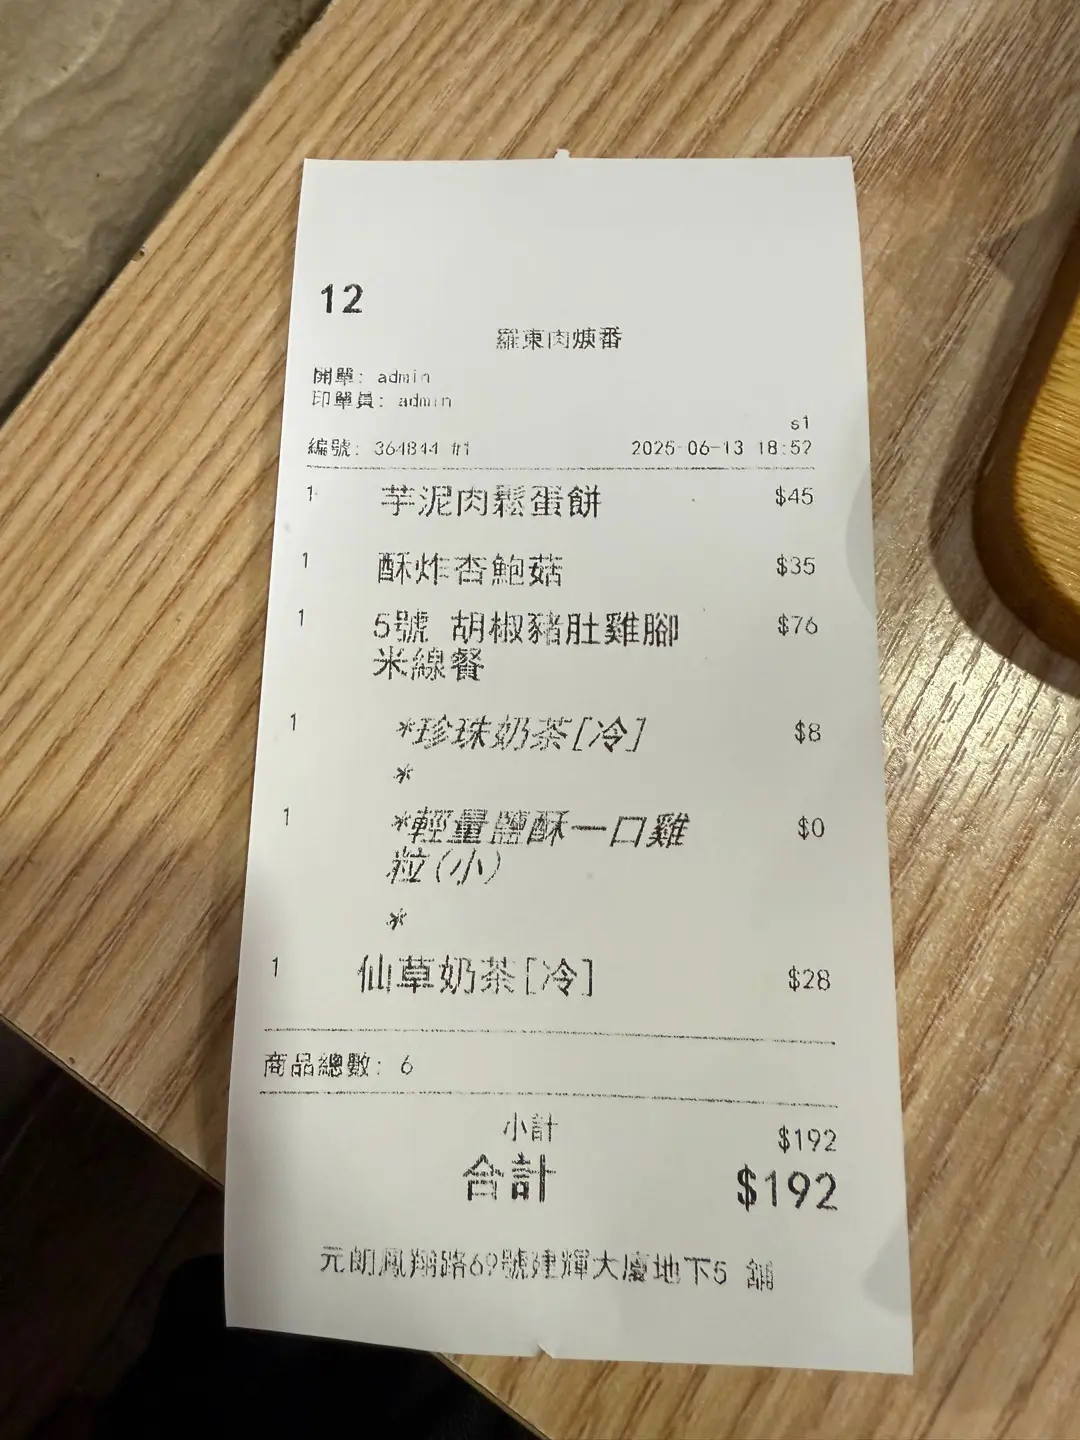 12
羅東肉焿番
開單: admin
印單員: admin
s1
編號: 364844 #1 2025-06-13 18:52
1 芋泥肉鬆蛋餅 $45
1 酥炸杏鮑菇 $35
1 5號 胡椒豬肚雞腳 $76
米線餐
1 *珍珠奶茶[冷] $8
*
1 *輕量鹽酥一口雞 $0
粒(小)
*
1 仙草奶茶[冷] $28
商品總數: 6
小計 $192
合計 $192
元朗鳳翔路69號建輝大廈地下5 舖